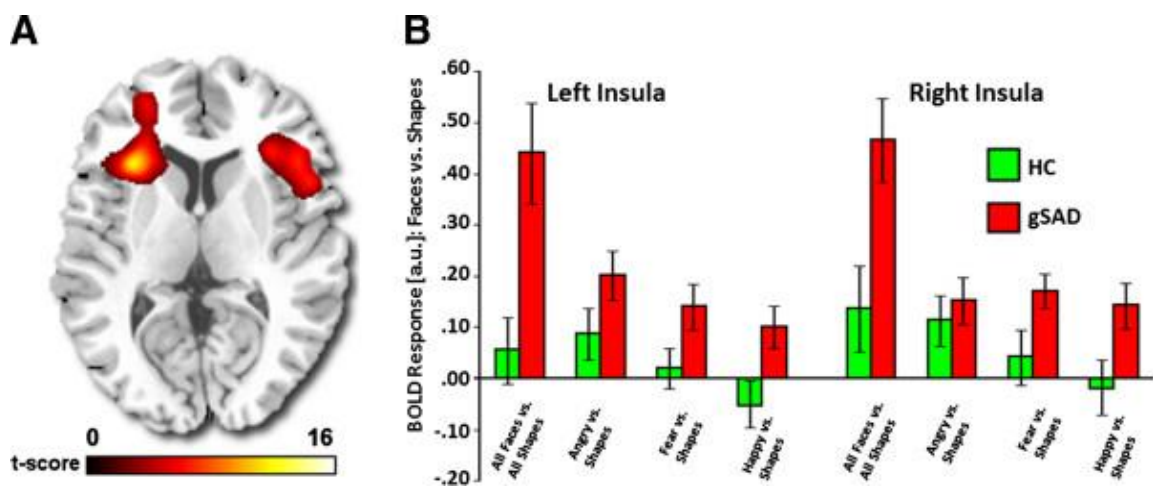 A
B
0
16
t-score
BOLD Response [a.u.]: Faces vs. Shapes
.60
.50
.40
.30
.20
.10
.00
-.10
-.20
Left Insula
Right Insula
HC
gSAD
All Faces vs.
All Shapes
Angry vs.
Shapes
Fear vs.
Shapes
Happy vs.
Shapes
All Faces vs.
All Shapes
Angry vs.
Shapes
Fear vs.
Shapes
Happy vs.
Shapes